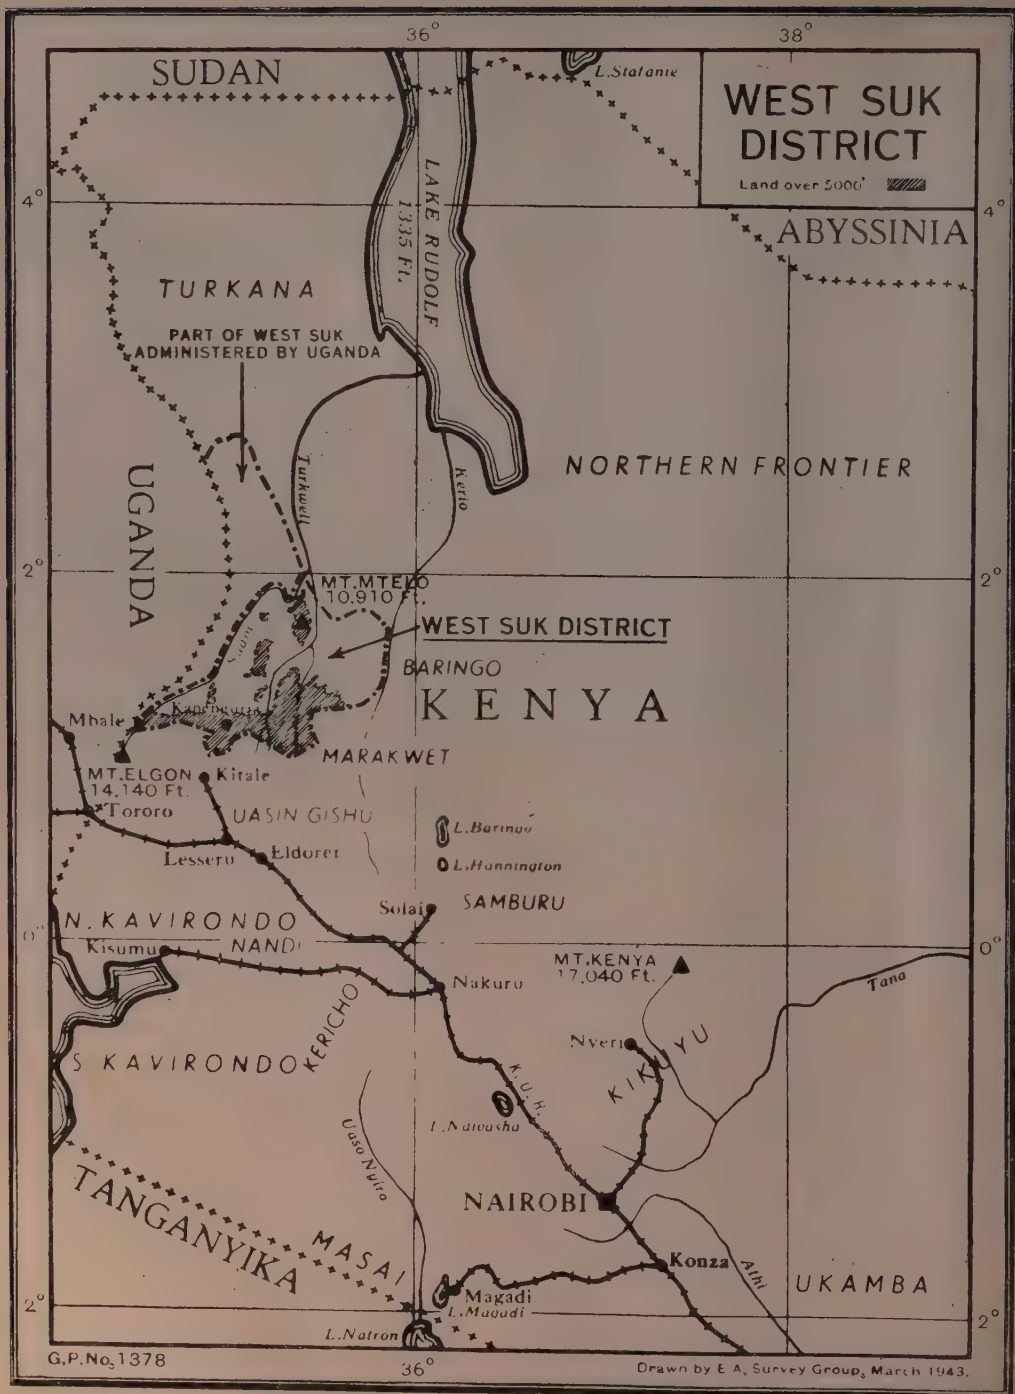 36°
38°
SUDAN
L.Stafanie
WEST SUK
DISTRICT
Land over 5000'
4°
4°
LAKE RUDOLF
1335 Ft.
ABYSSINIA
TURKANA
PART OF WEST SUK
ADMINISTERED BY UGANDA
UGANDA
Turkwell
Kerio
NORTHERN FRONTIER
2°
2°
MT.MTELO
10,910 Ft.
WEST SUK DISTRICT
BARINGO
KENYA
Mbale
MARAKWET
MT.ELGON
14,140 Ft.
Kitale
Tororo
UASIN GISHU
L.Baringo
Lesseru
Eldoret
L.Hannington
Solai
SAMBURU
N. KAVIRONDO
0°
0°
Kisumu
NANDI
MT.KENYA
17,040 Ft.
Nakuru
Tana
KERICHO
Nyeri
KIKUYU
S KAVIRONDO
K.U.R.
L.Naivasha
Uaso Nyiro
NAIROBI
TANGANYIKA
MASAI
Konza
Athi
UKAMBA
Magadi
L.Magadi
2°
2°
L.Natron
G.P.No,1378
36°
Drawn by E A, Survey Group, March 1943.